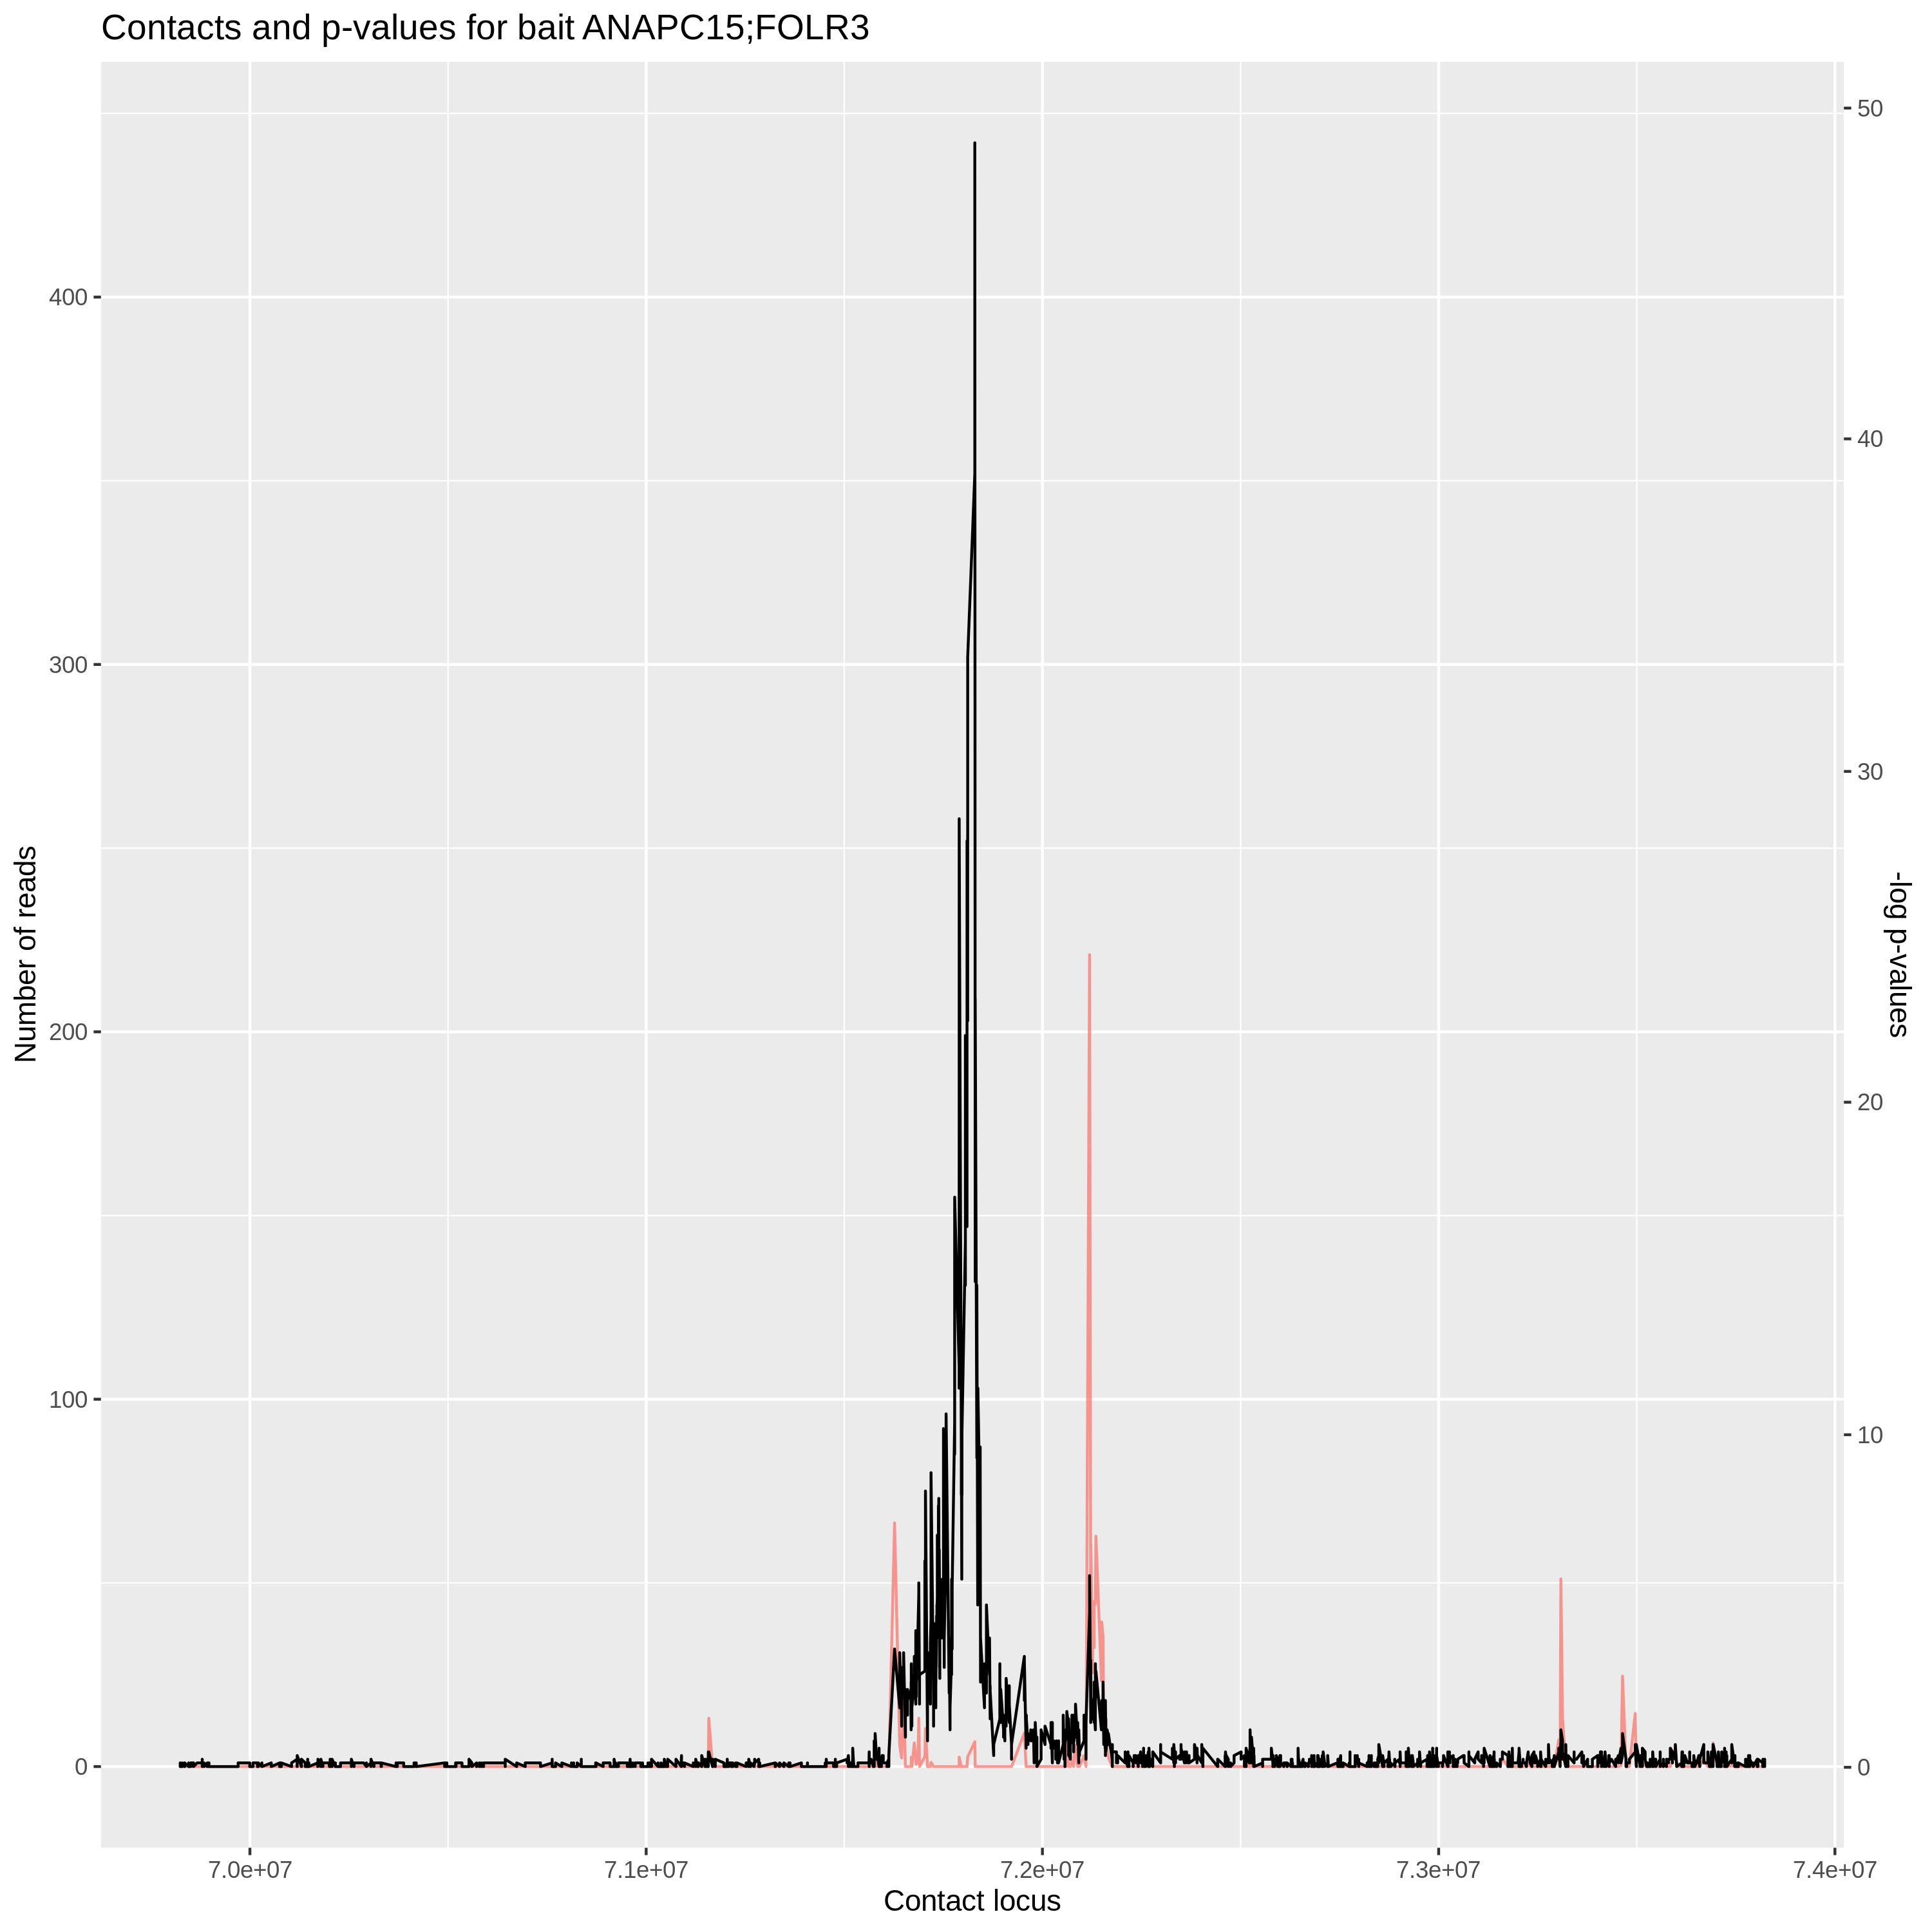 Contacts and p-values for bait ANAPC15;FOLR3
Number of reads
400
300
200
100
0
50
40
30
20
10
0
-log p-values
7.0e+07 7.1e+07 7.2e+07 7.3e+07 7.4e+07
Contact locus